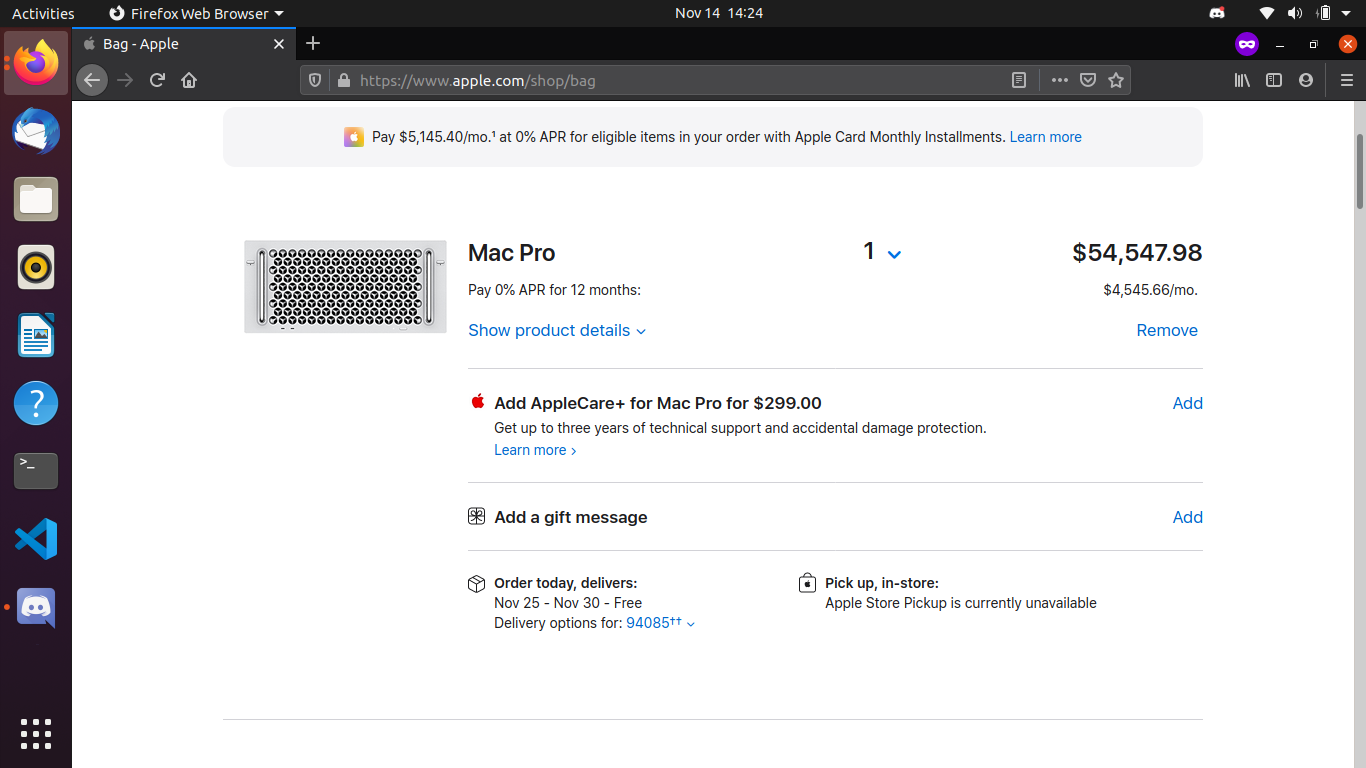 Activities
Firefox Web Browser
Nov 14 14:24
Bag - Apple
https://www.apple.com/shop/bag
Pay $5,145.40/mo.¹ at 0% APR for eligible items in your order with Apple Card Monthly Installments. Learn more
Mac Pro
1
$54,547.98
Pay 0% APR for 12 months:
$4,545.66/mo.
Show product details
Remove
Add AppleCare+ for Mac Pro for $299.00
Add
Get up to three years of technical support and accidental damage protection.
Learn more ›
Add a gift message
Add
Order today, delivers:
Nov 25 - Nov 30 - Free
Delivery options for: 94085††
Pick up, in-store:
Apple Store Pickup is currently unavailable